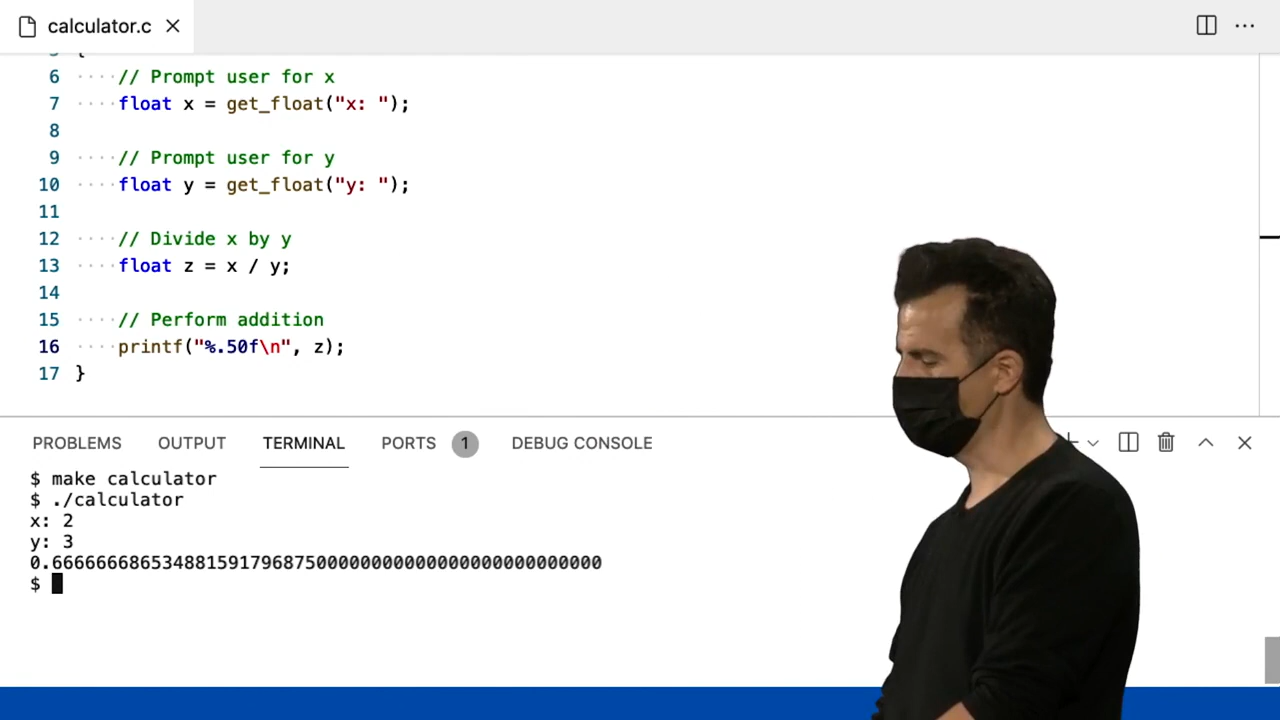 calculator.c
6 ····// Prompt user for x
7 ····float x = get_float("x: ");
8
9 ····// Prompt user for y
10 ····float y = get_float("y: ");
11
12 ····// Divide x by y
13 ····float z = x / y;
14
15 ····// Perform addition
16 ····printf("%.50f\n", z);
17 }
PROBLEMS OUTPUT TERMINAL PORTS 1 DEBUG CONSOLE
$ make calculator
$ ./calculator
x: 2
y: 3
0.66666668653488159179687500000000000000000000000000
$